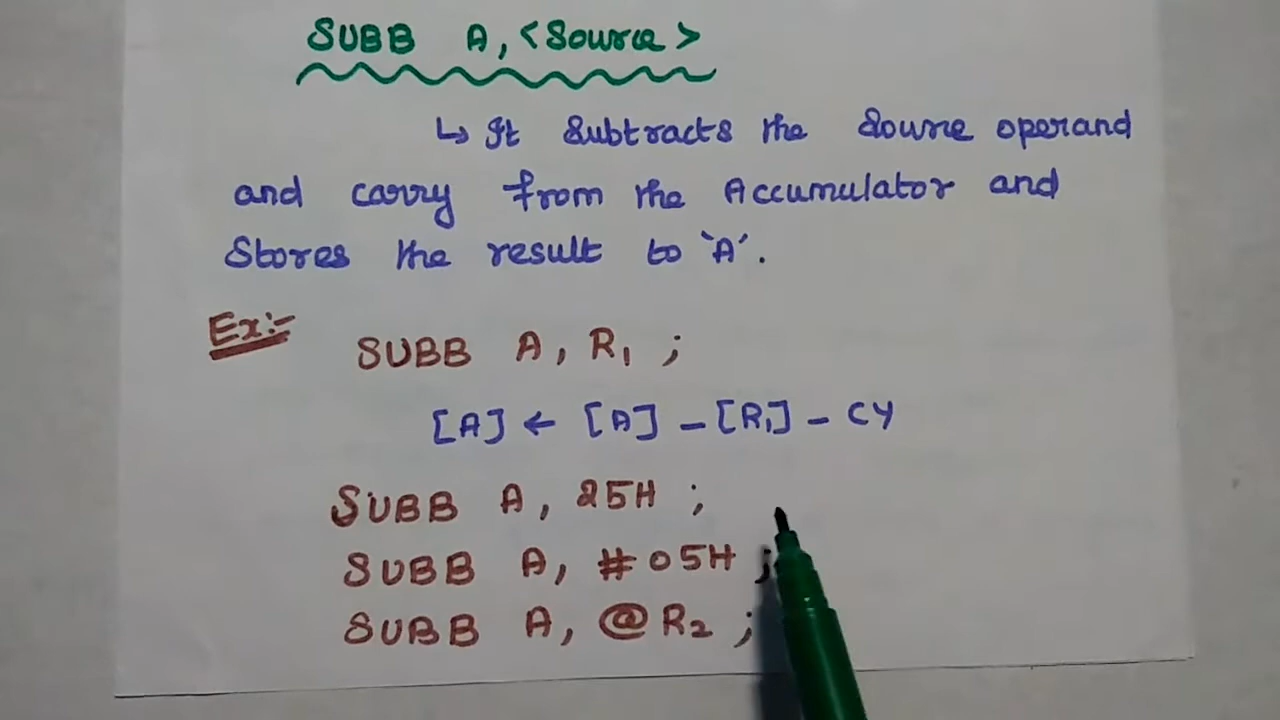 SUBB A, <Source>
↳ It Subtracts the Source operand
and carry from the Accumulator and
Stores the result to 'A'.
Ex:-
SUBB A, R1 ;
[A] ← [A] - [R1] - CY
SUBB A, 25H ;
SUBB A, #05H ;
SUBB A, @R2 ;